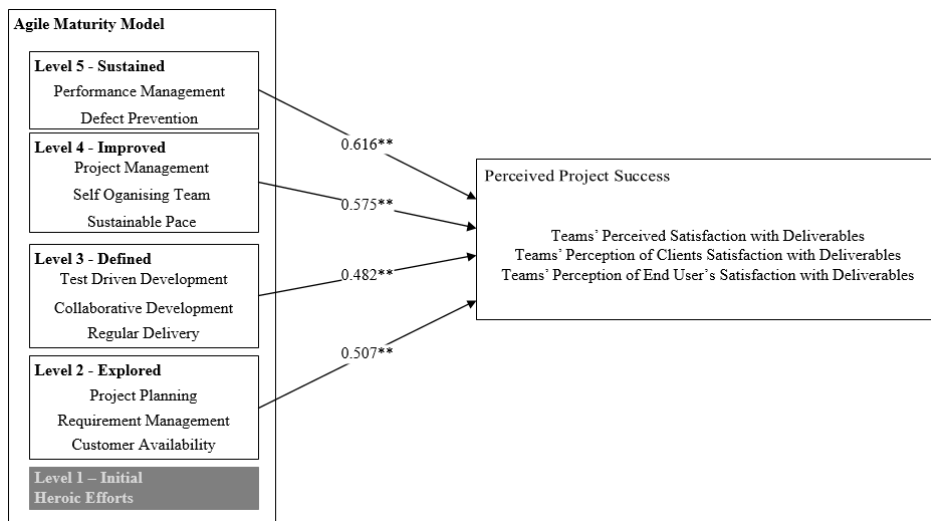 Agile Maturity Model
Level 5 - Sustained
Performance Management
Defect Prevention
Level 4 - Improved
Project Management
Self Oganising Team
Sustainable Pace
Level 3 - Defined
Test Driven Development
Collaborative Development
Regular Delivery
Level 2 - Explored
Project Planning
Requirement Management
Customer Availability
Level 1 – Initial
Heroic Efforts
0.616**
0.575**
0.482**
0.507**
Perceived Project Success
Teams’ Perceived Satisfaction with Deliverables
Teams’ Perception of Clients Satisfaction with Deliverables
Teams’ Perception of End User’s Satisfaction with Deliverables